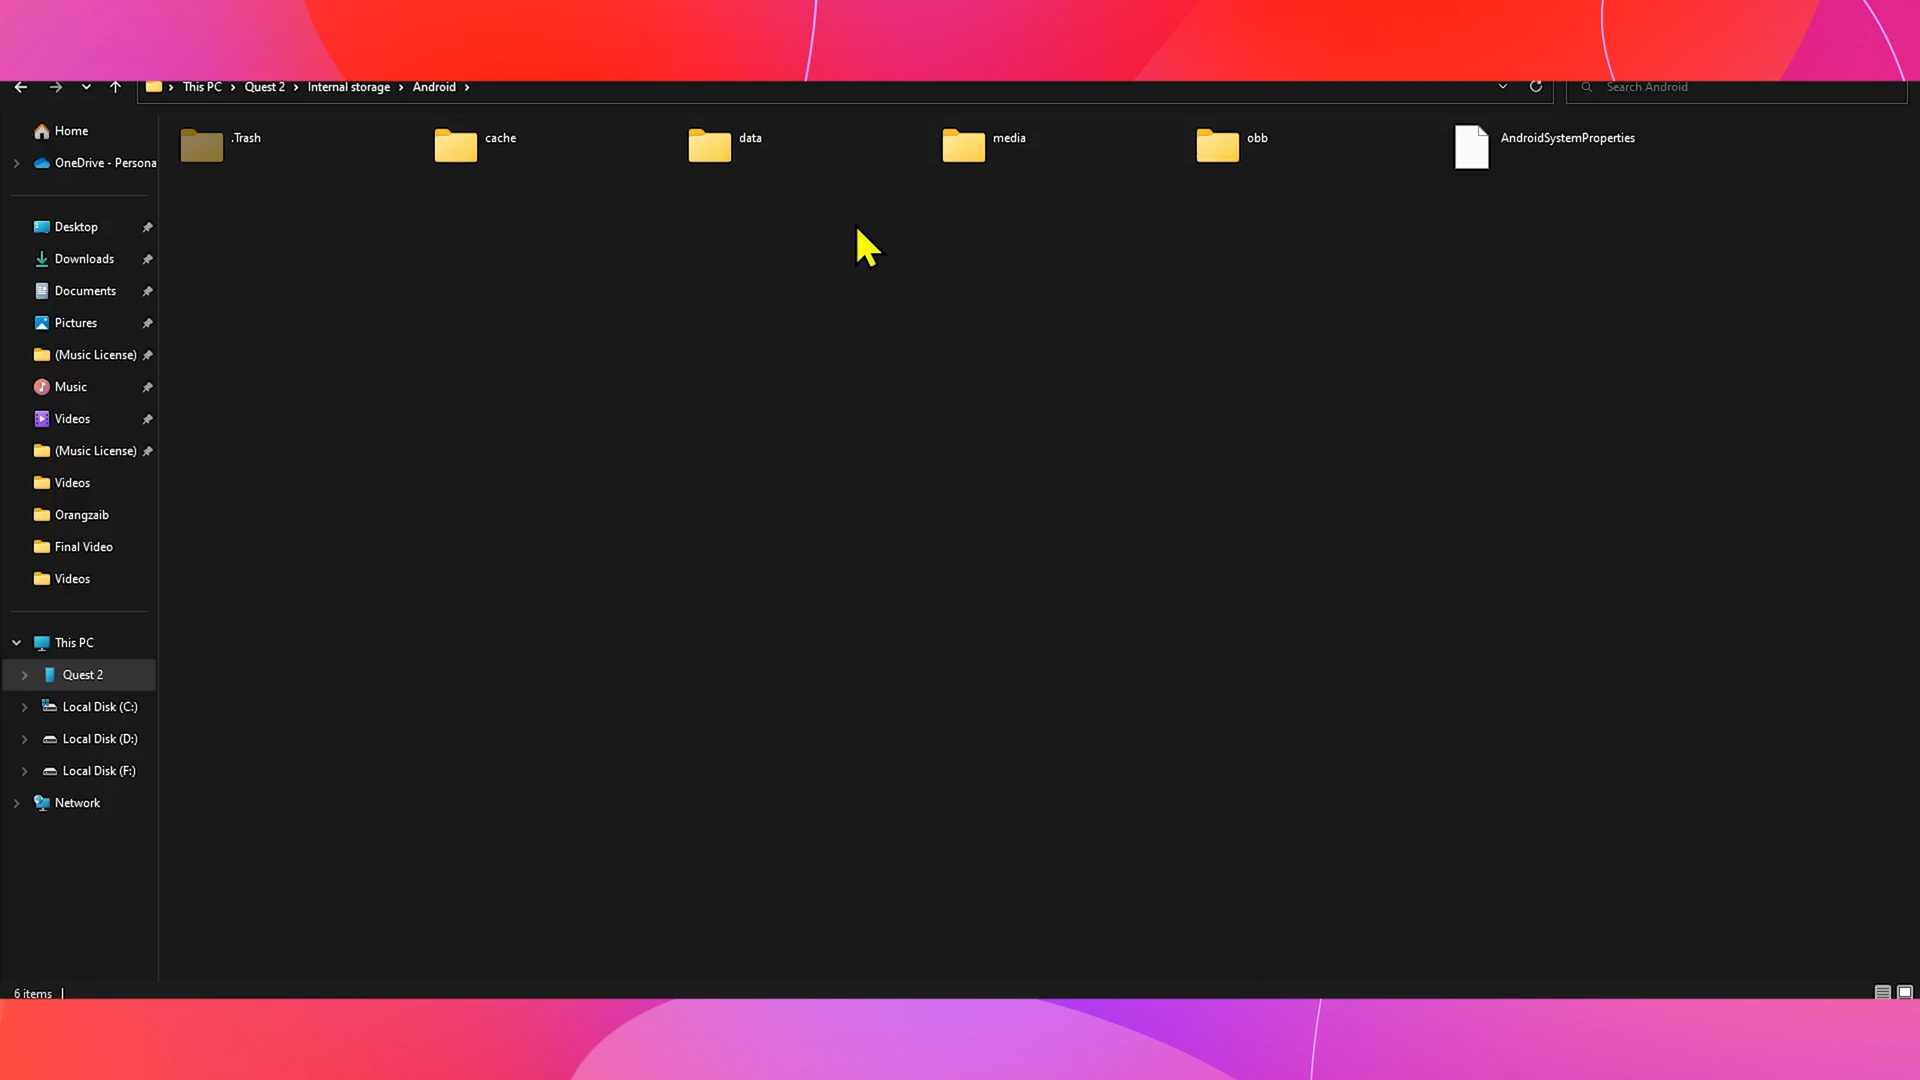 This PC > Quest 2 > Internal storage > Android >
Search Android
Home
OneDrive - Persona
Desktop
Downloads
Documents
Pictures
(Music License)
Music
Videos
(Music License)
Videos
Orangzaib
Final Video
Videos
This PC
Quest 2
Local Disk (C:)
Local Disk (D:)
Local Disk (F:)
Network
.Trash
cache
data
media
obb
AndroidSystemProperties
6 items